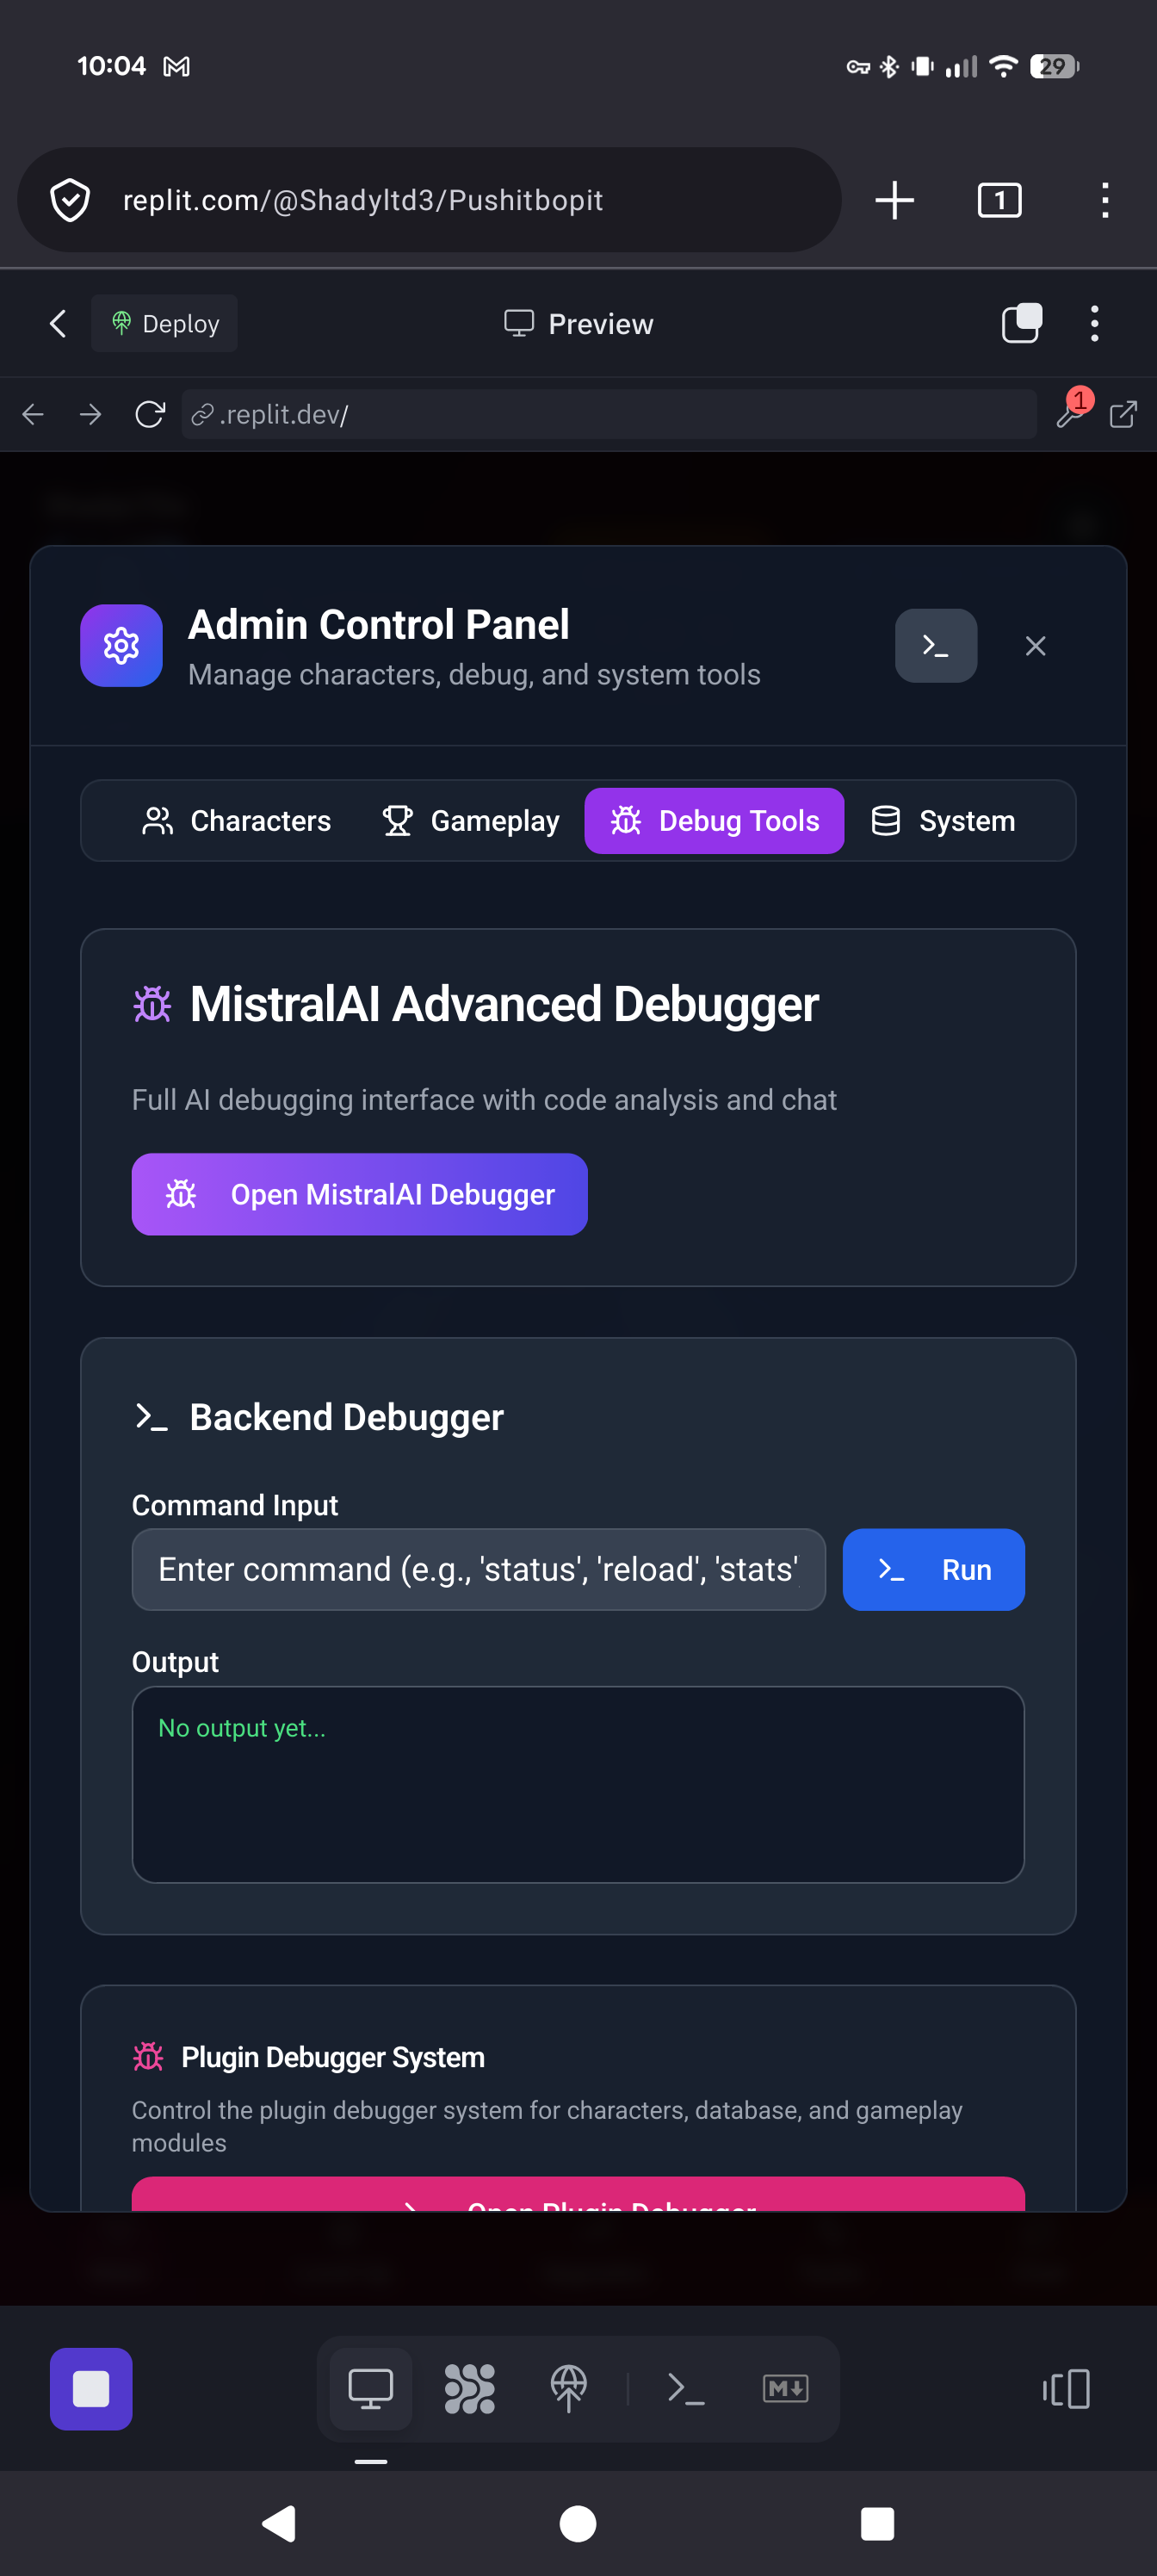 10:04
29
replit.com/@Shadyltd3/Pushitbopit
1
Deploy
Preview
.replit.dev/
1
Admin Control Panel
Manage characters, debug, and system tools
Characters
Gameplay
Debug Tools
System
MistralAI Advanced Debugger
Full AI debugging interface with code analysis and chat
Open MistralAI Debugger
Backend Debugger
Command Input
Enter command (e.g., 'status', 'reload', 'stats'
Run
Output
No output yet...
Plugin Debugger System
Control the plugin debugger system for characters, database, and gameplay
modules
Open Plugin Debugger
M